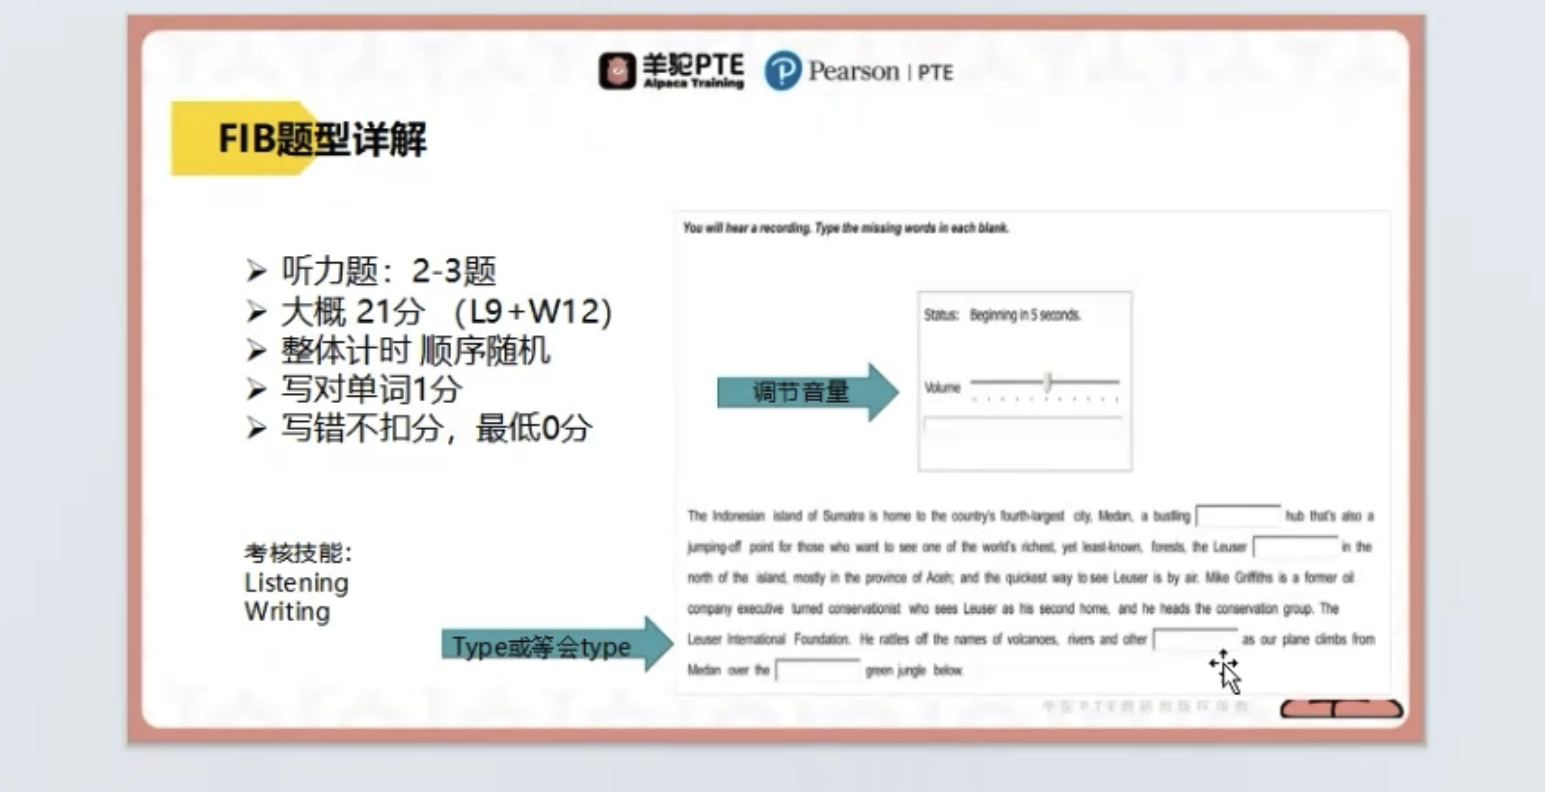 羊驼PTE
Alpaca Training
Pearson | PTE
FIB题型详解
听力题：2-3题
大概 21分 （L9+W12）
整体计时 顺序随机
写对单词1分
写错不扣分，最低0分
考核技能：
Listening
Writing
You will hear a recording. Type the missing words in each blank.
Status: Beginning in 5 seconds.
调节音量
Volume
The Indonesian island of Sumatra is home to the country's fourth-largest city, Medan, a bustling hub that's also a
jumping-off point for those who want to see one of the world's richest, yet least-known, forests, the Leuser in the
north of the island, mostly in the province of Aceh; and the quickest way to see Leuser is by air. Mike Griffiths is a former oil
company executive turned conservationist who sees Leuser as his second home, and he heads the conservation group. The
Leuser International Foundation. He rattles off the names of volcanoes, rivers and other as our plane climbs from
Medan over the green jungle below.
Type或等会type